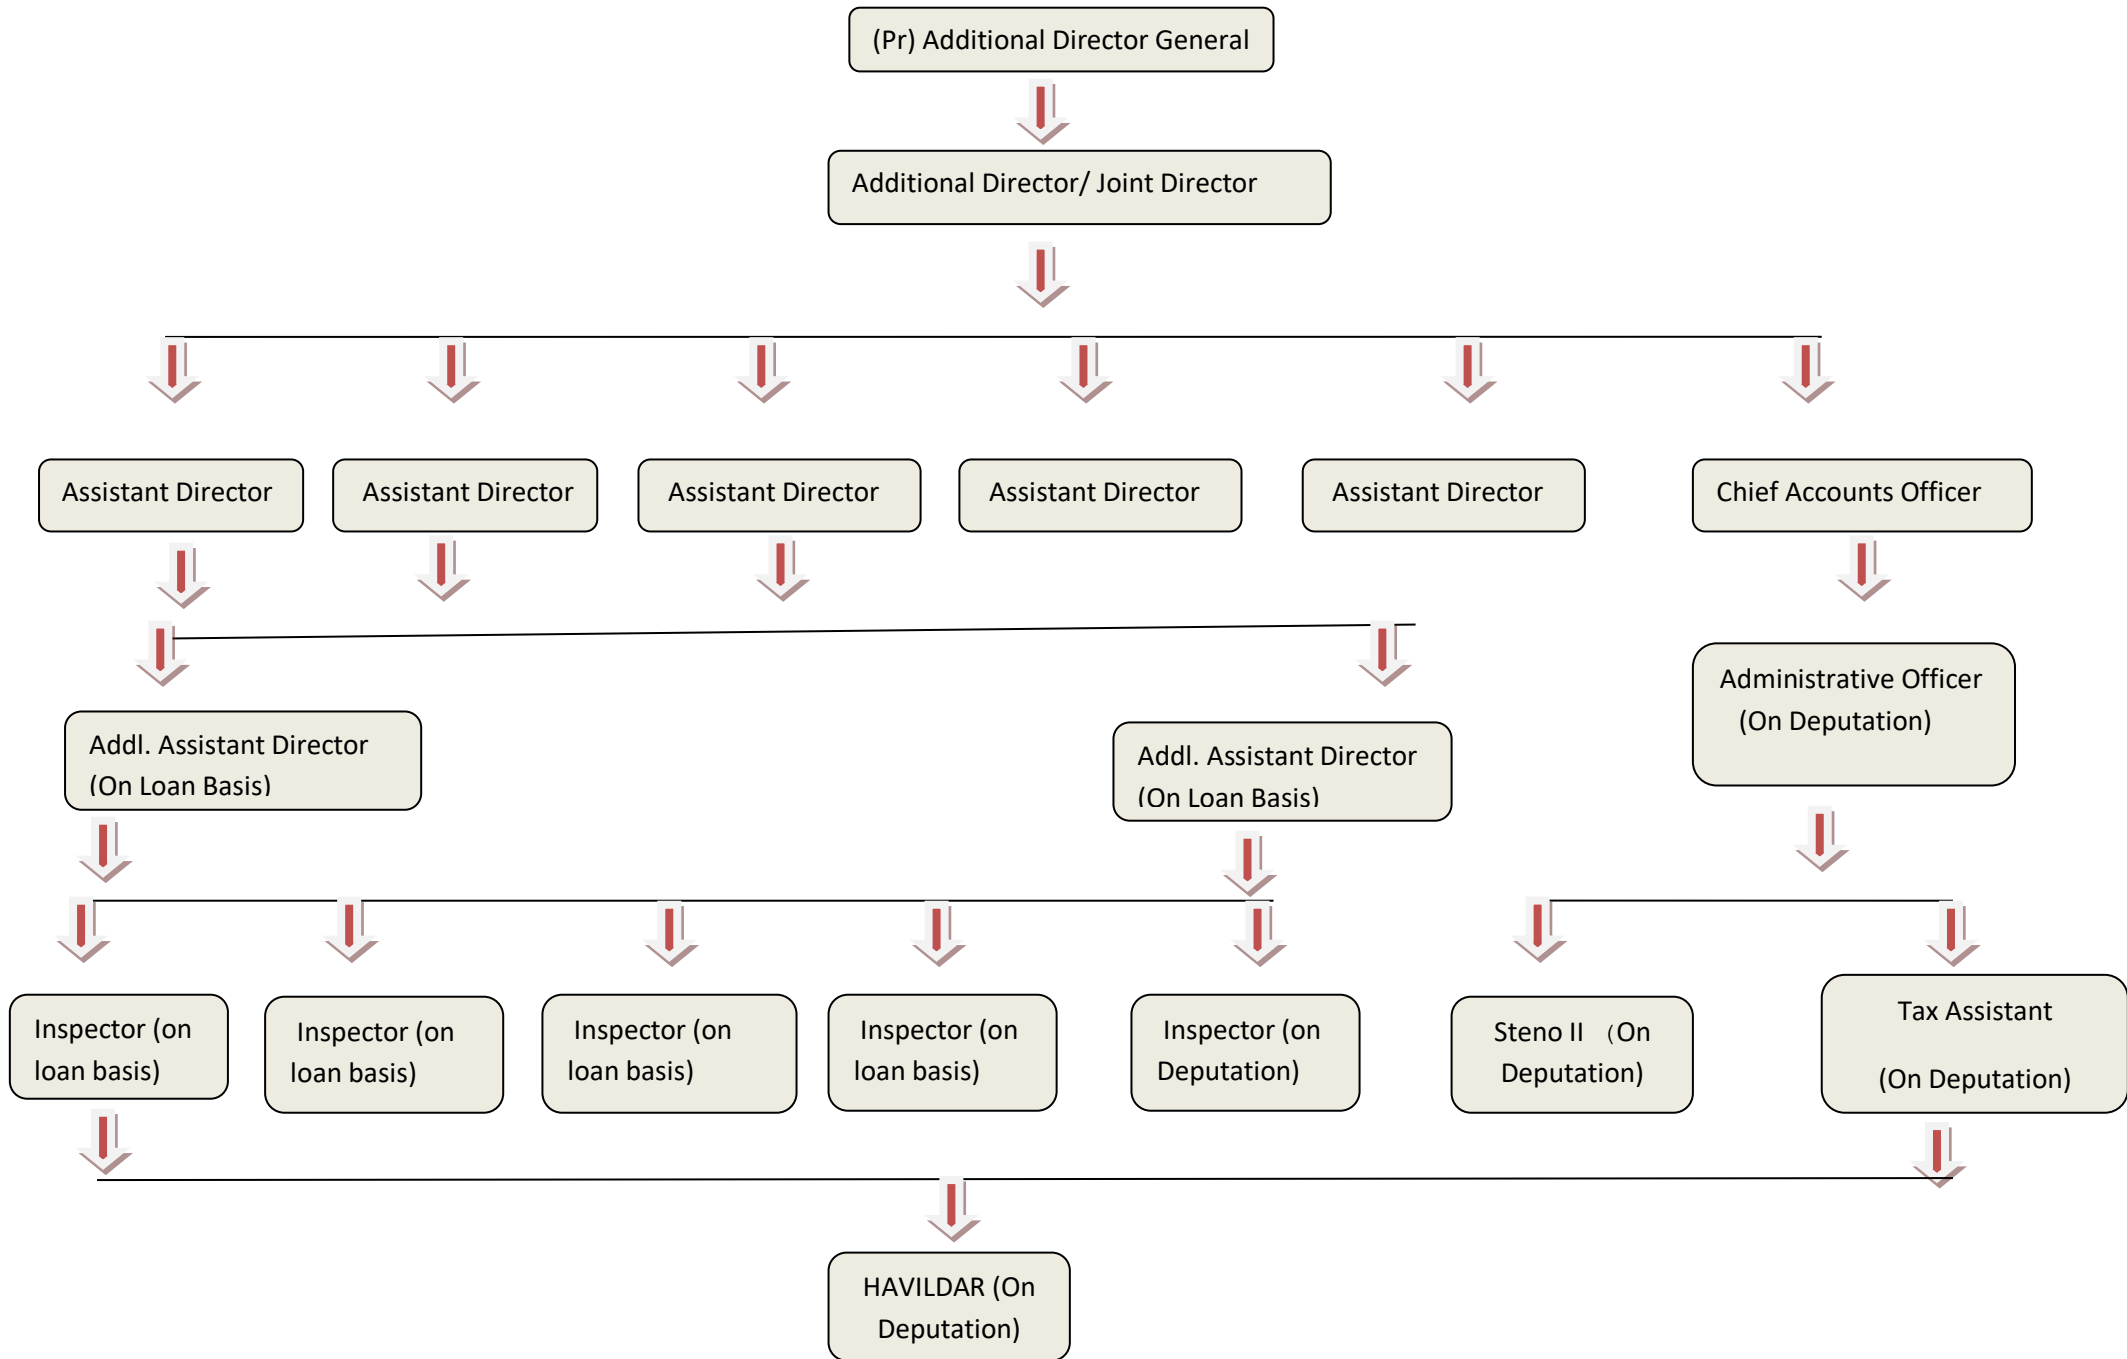 (Pr) Additional Director General
Additional Director/ Joint Director
Assistant Director
Assistant Director
Assistant Director
Assistant Director
Assistant Director
Chief Accounts Officer
Administrative Officer
(On Deputation)
Addl. Assistant Director
(On Loan Basis)
Addl. Assistant Director
(On Loan Basis)
Inspector (on
loan basis)
Inspector (on
loan basis)
Inspector (on
loan basis)
Inspector (on
loan basis)
Inspector (on
Deputation)
Steno II （On
Deputation)
Tax Assistant
(On Deputation)
HAVILDAR (On
Deputation)